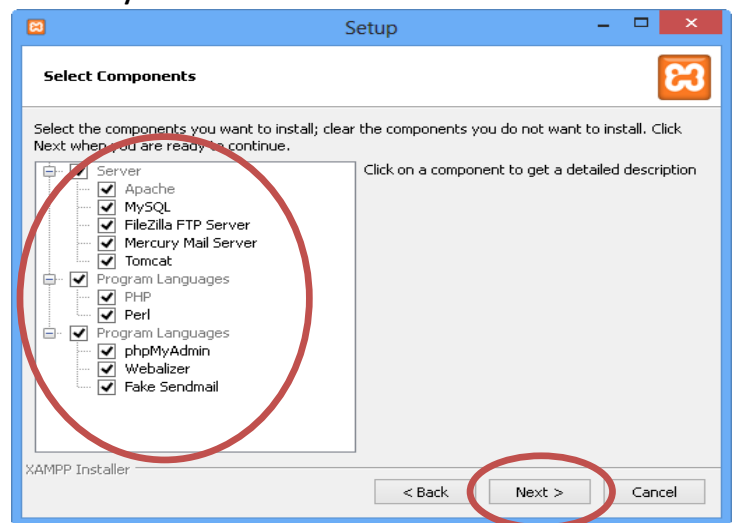 Setup
Select Components
Select the components you want to install; clear the components you do not want to install. Click
Next when you are ready to continue.
Server
Apache
MySQL
FileZilla FTP Server
Mercury Mail Server
Tomcat
Program Languages
PHP
Perl
Program Languages
phpMyAdmin
Webalizer
Fake Sendmail
Click on a component to get a detailed description
XAMPP Installer
< Back
Next >
Cancel